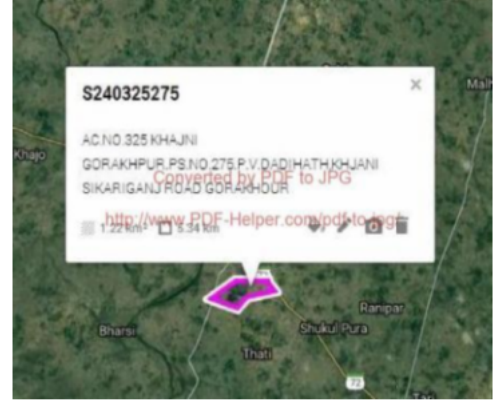 S240325275
×
Malh
AC.NO.325 KHAJNI
Khajo
GORAKHPUR,PS.NO.275,P.V.DADIHATH,KHJANI
SIKARIGANJ ROAD GORAKHOUR
Converted by PDF to JPG
http://www.PDF-Helper.com/pdf-to-jpg/
1.22 km²
5.34 km
Ranipar
Bharsi
Shukul Pura
Thati
72